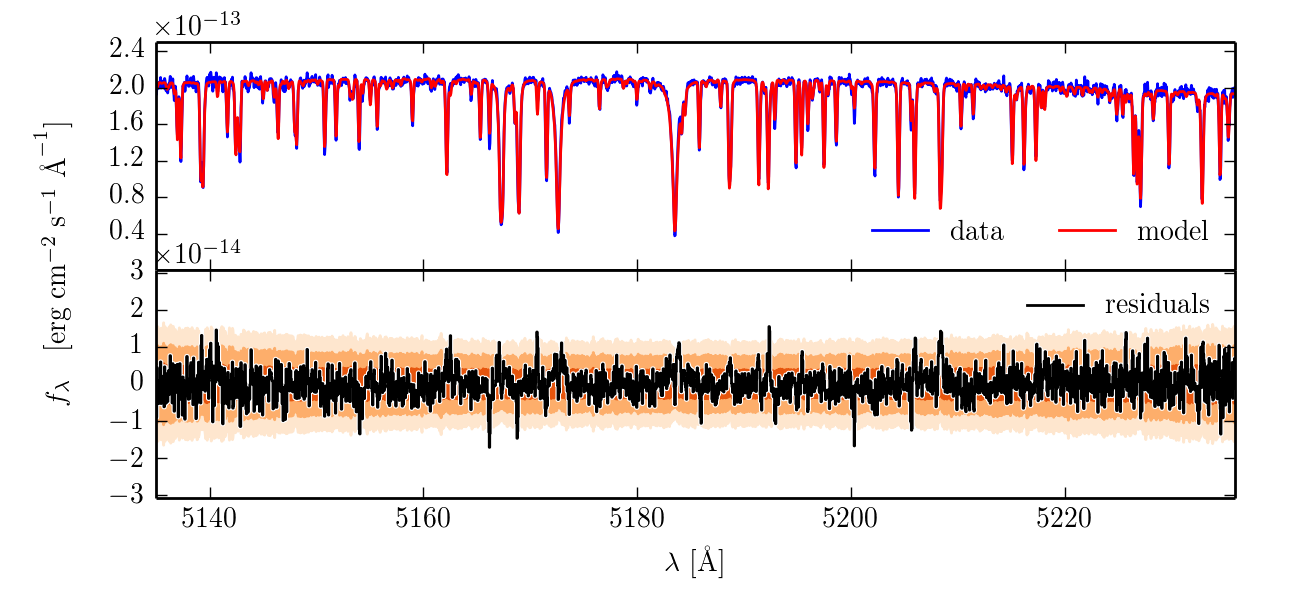 ×10⁻¹³
2.4
2.0
1.6
1.2
0.8
0.4
data
model
×10⁻¹⁴
3
2
1
0
−1
−2
−3
residuals
f_λ [erg cm⁻² s⁻¹ Å⁻¹]
5140 5160 5180 5200 5220
λ [Å]